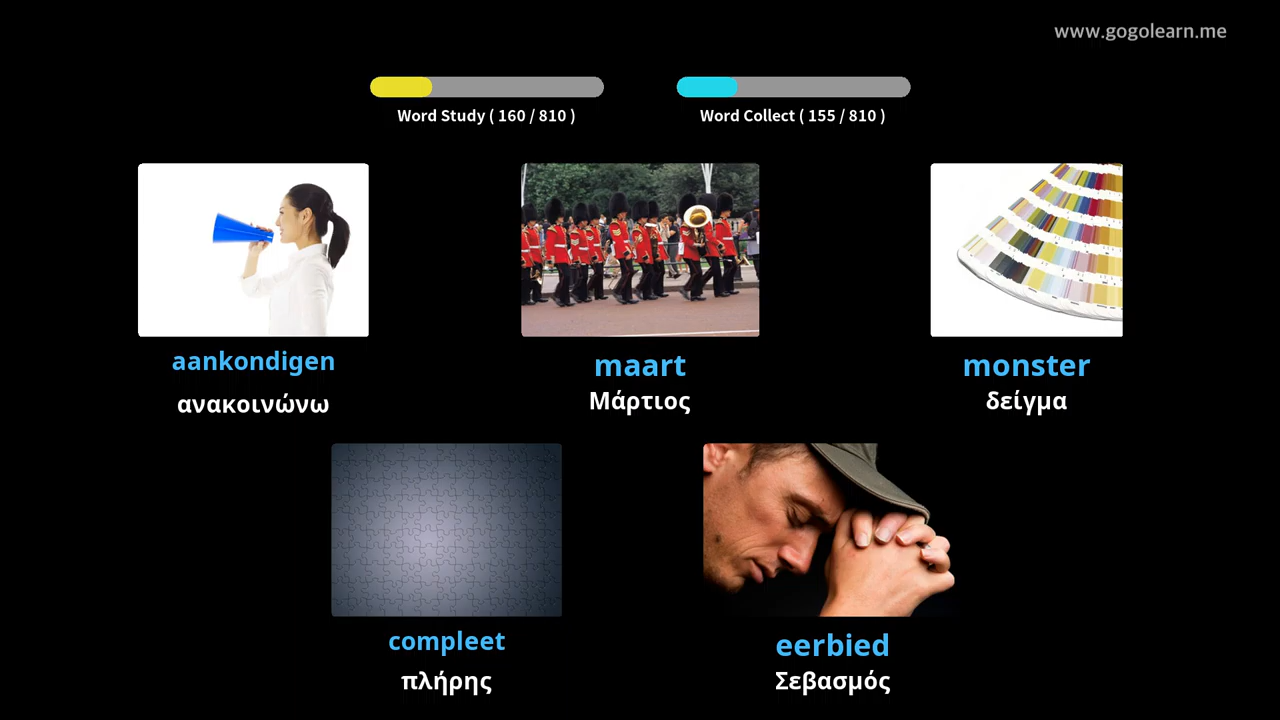 www.gogolearn.me
Word Study ( 160 / 810 )
Word Collect ( 155 / 810 )
aankondigen
ανακοινώνω
maart
Μάρτιος
monster
δείγμα
compleet
πλήρης
eerbied
Σεβασμός